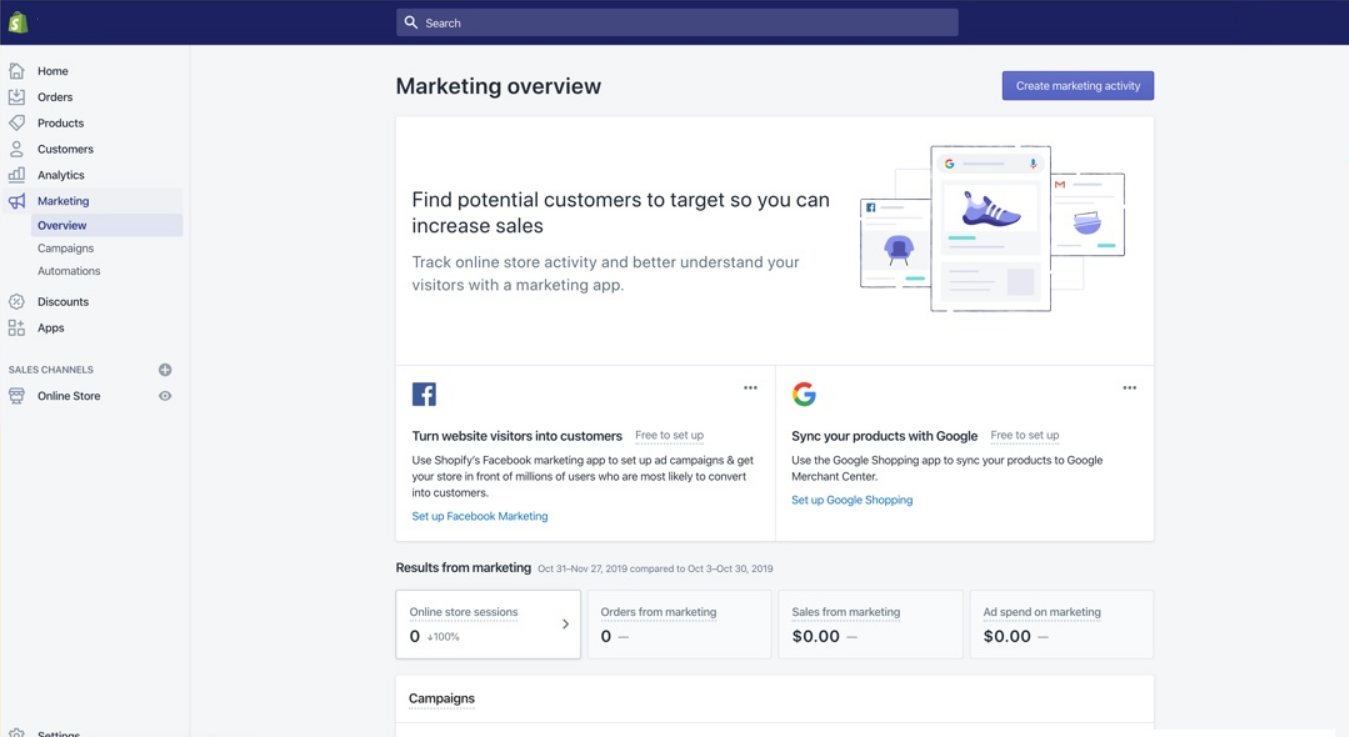 Search
Home
Orders
Products
Customers
Analytics
Marketing
Overview
Campaigns
Automations
Discounts
Apps
SALES CHANNELS
Online Store
Settings
Marketing overview
Create marketing activity
Find potential customers to target so you can
increase sales
Track online store activity and better understand your
visitors with a marketing app.
Turn website visitors into customers Free to set up
Use Shopify's Facebook marketing app to set up ad campaigns & get
your store in front of millions of users who are most likely to convert
into customers.
Set up Facebook Marketing
Sync your products with Google Free to set up
Use the Google Shopping app to sync your products to Google
Merchant Center.
Set up Google Shopping
Results from marketing Oct 31–Nov 27, 2019 compared to Oct 3–Oct 30, 2019
Online store sessions
0 ↓100%
Orders from marketing
0 —
Sales from marketing
$0.00 —
Ad spend on marketing
$0.00 —
Campaigns